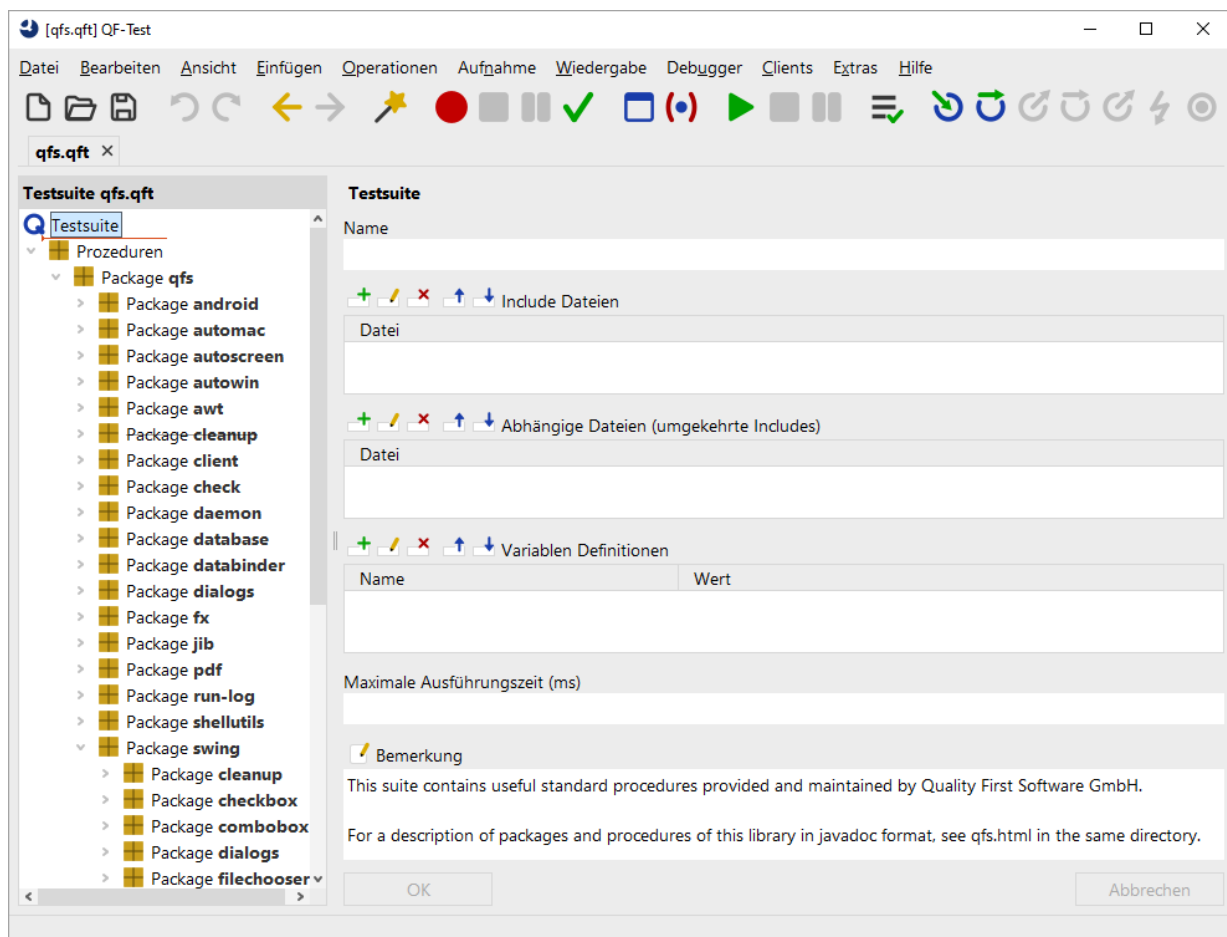 [qfs.qft] QF-Test
Datei Bearbeiten Ansicht Einfügen Operationen Aufnahme Wiedergabe Debugger Clients Extras Hilfe
qfs.qft
Testsuite qfs.qft
Testsuite
Prozeduren
Package qfs
Package android
Package automac
Package autoscreen
Package autowin
Package awt
Package cleanup
Package client
Package check
Package daemon
Package database
Package databinder
Package dialogs
Package fx
Package jib
Package pdf
Package run-log
Package shellutils
Package swing
Package cleanup
Package checkbox
Package combobox
Package dialogs
Package filechooser
Testsuite
Name
Include Dateien
Datei
Abhängige Dateien (umgekehrte Includes)
Datei
Variablen Definitionen
Name Wert
Maximale Ausführungszeit (ms)
Bemerkung
This suite contains useful standard procedures provided and maintained by Quality First Software GmbH.
For a description of packages and procedures of this library in javadoc format, see qfs.html in the same directory.
OK Abbrechen